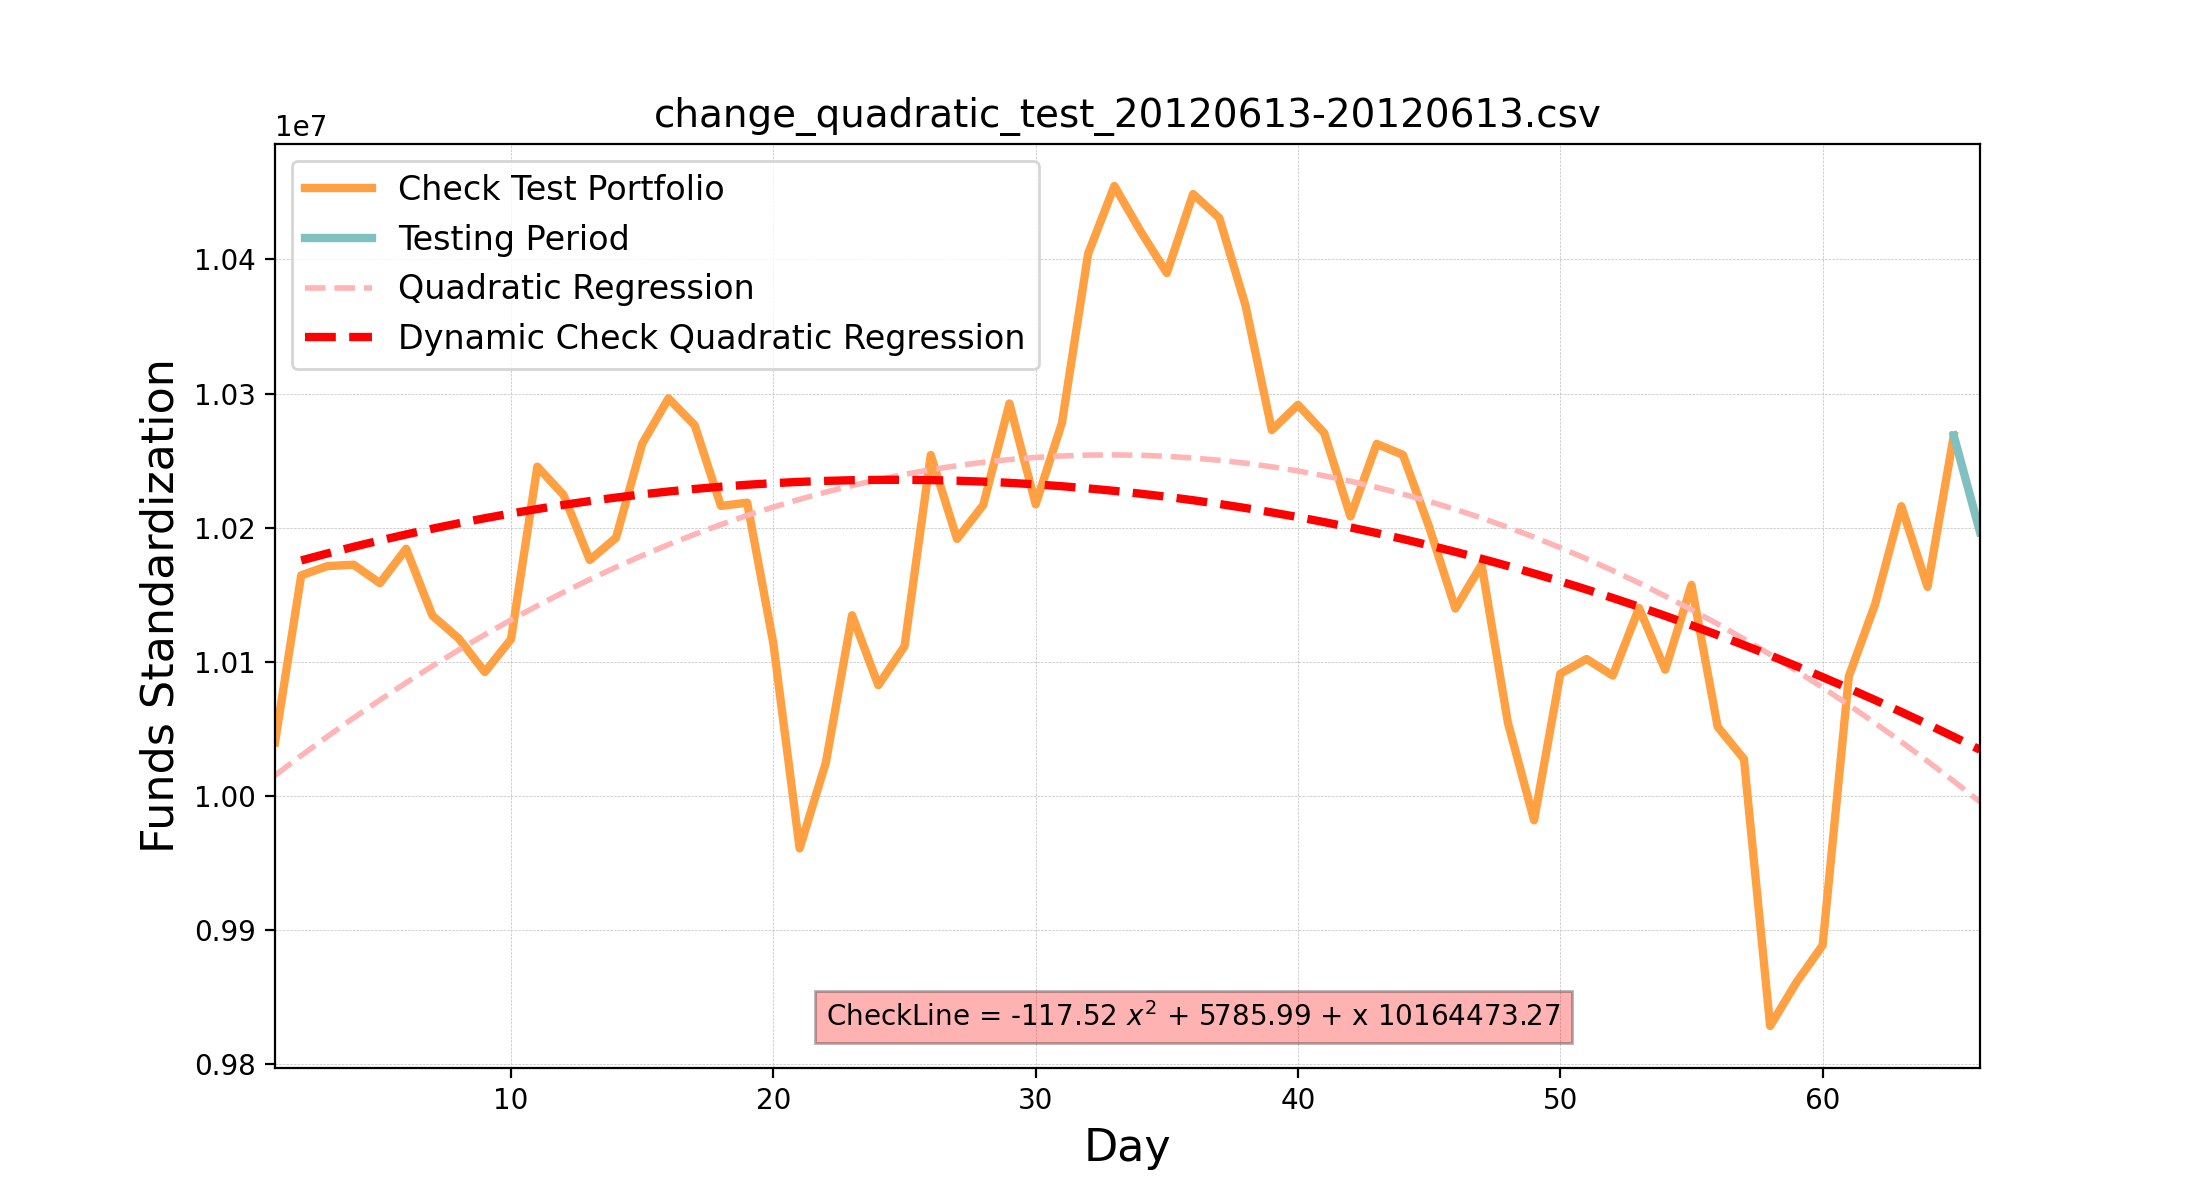 change_quadratic_test_20120613-20120613.csv
1e7
Check Test Portfolio
Testing Period
Quadratic Regression
Dynamic Check Quadratic Regression
Funds Standardization
1.04
1.03
1.02
1.01
1.00
0.99
0.98
CheckLine = -117.52 x² + 5785.99 + x 10164473.27
10 20 30 40 50 60
Day